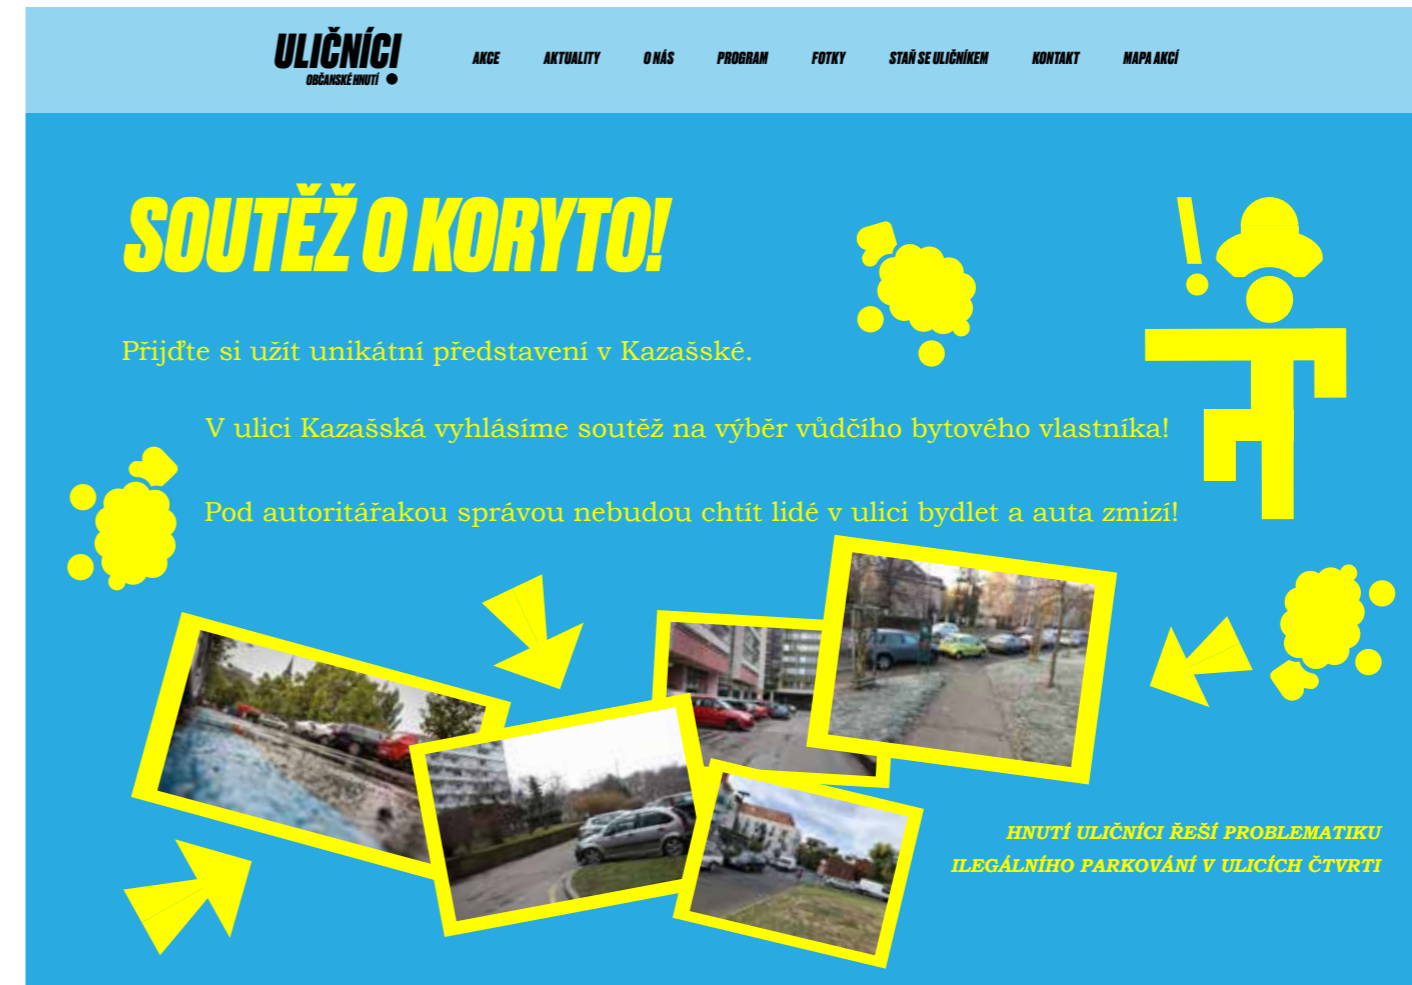 ULIČNÍCI
OBČANSKÉ HNUTÍ
AKCE AKTUALITY O NÁS PROGRAM FOTKY STAŇ SE ULIČNÍKEM KONTAKT MAPA AKCÍ
SOUTĚŽ O KORYTO!
Přijďte si užít unikátní představení v Kazašské.
V ulici Kazašská vyhlásíme soutěž na výběr vůdčího bytového vlastníka!
Pod autoritářakou správou nebudou chtít lidé v ulici bydlet a auta zmizí!
HNUTÍ ULIČNÍCI ŘEŠÍ PROBLEMATIKU
ILEGÁLNÍHO PARKOVÁNÍ V ULICÍCH ČTVRTI